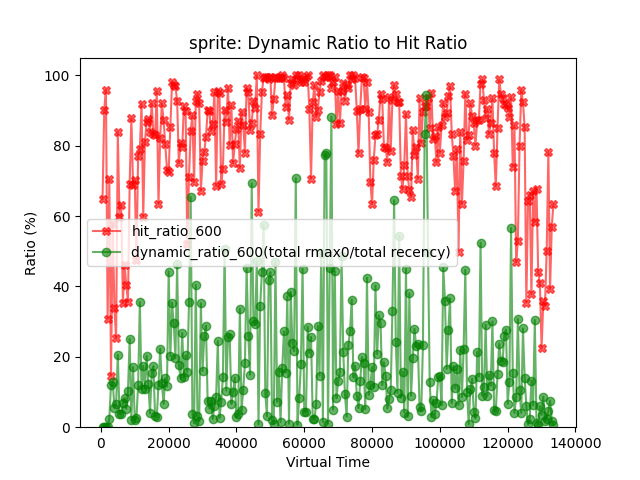 sprite: Dynamic Ratio to Hit Ratio
100
80
60
40
20
0
Ratio (%)
hit_ratio_600
dynamic_ratio_600(total rmax0/total recency)
0 20000 40000 60000 80000 100000 120000 140000
Virtual Time